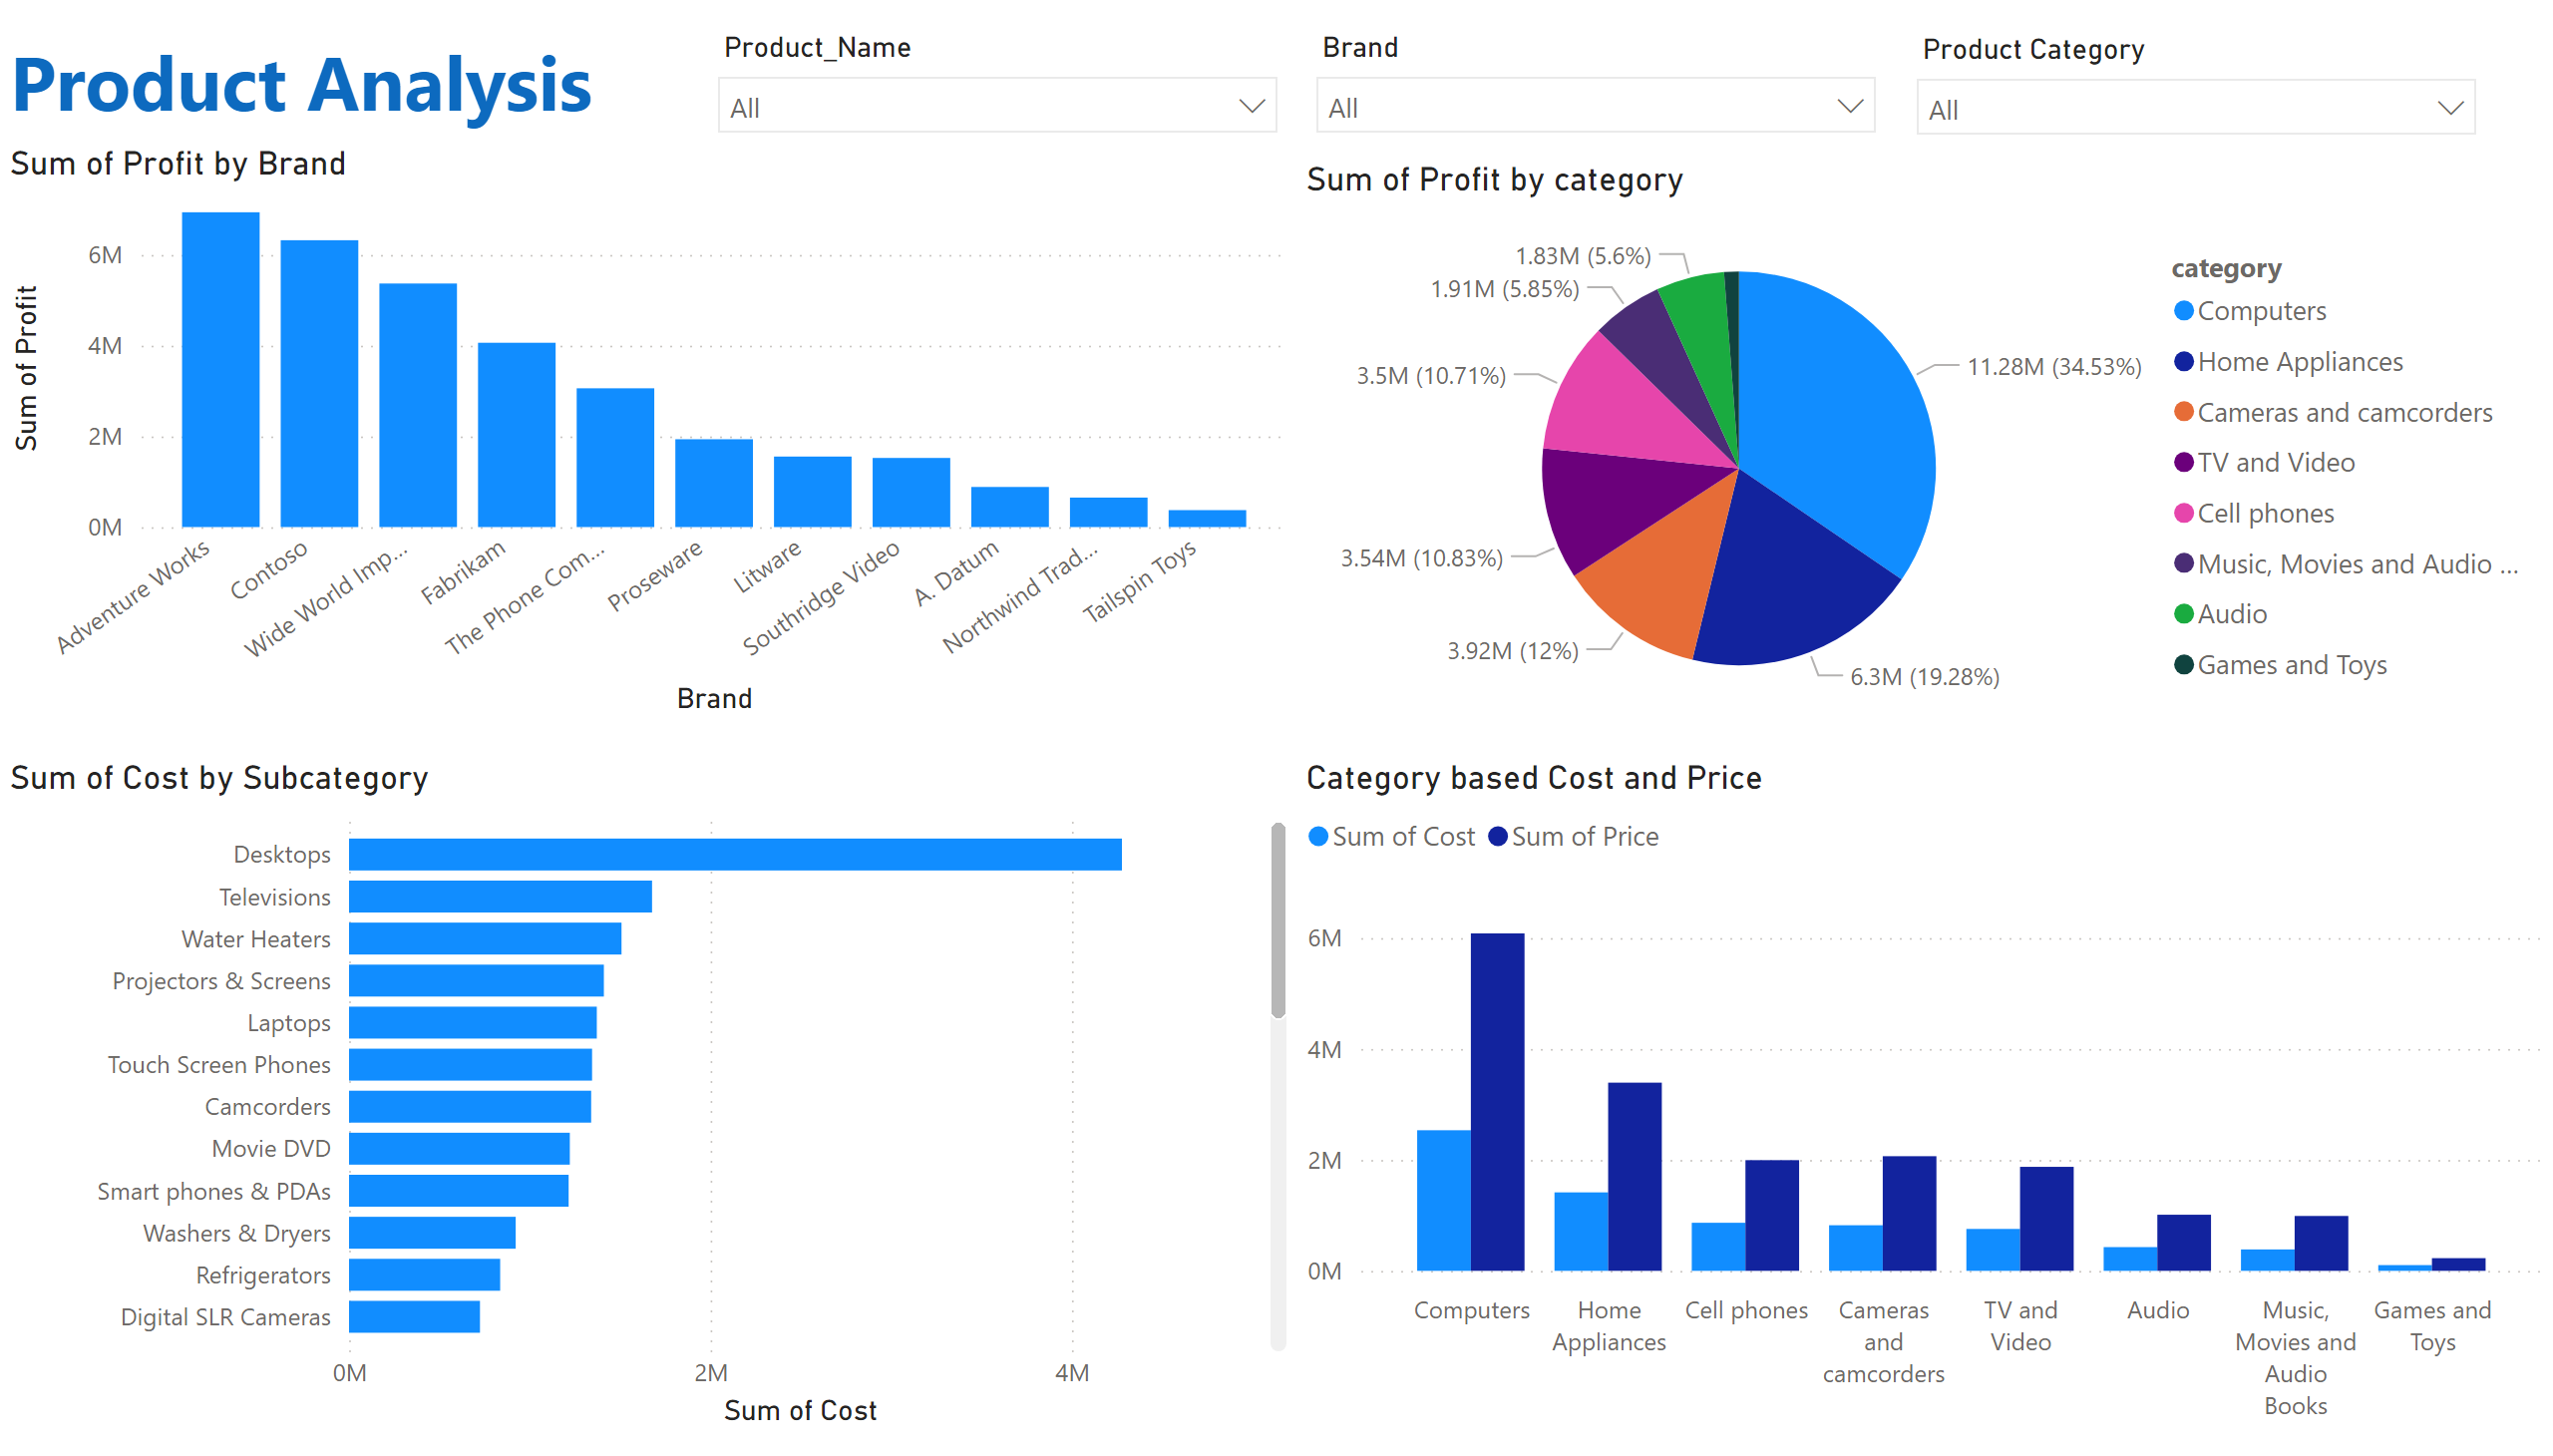 Product Analysis
Product_Name
All
Brand
All
Product Category
All
Sum of Profit by Brand
Sum of Profit
6M
4M
2M
0M
Adventure Works
Contoso
Wide World Imp...
Fabrikam
The Phone Com...
Proseware
Litware
Southridge Video
A. Datum
Northwind Trad...
Tailspin Toys
Brand
Sum of Profit by category
1.83M (5.6%)
1.91M (5.85%)
3.5M (10.71%)
3.54M (10.83%)
3.92M (12%)
6.3M (19.28%)
11.28M (34.53%)
category
Computers
Home Appliances
Cameras and camcorders
TV and Video
Cell phones
Music, Movies and Audio ...
Audio
Games and Toys
Sum of Cost by Subcategory
Desktops
Televisions
Water Heaters
Projectors & Screens
Laptops
Touch Screen Phones
Camcorders
Movie DVD
Smart phones & PDAs
Washers & Dryers
Refrigerators
Digital SLR Cameras
0M
2M
4M
Sum of Cost
Category based Cost and Price
Sum of Cost
Sum of Price
6M
4M
2M
0M
Computers
Home
Appliances
Cell phones
Cameras
and
camcorders
TV and
Video
Audio
Music,
Movies and
Audio
Books
Games and
Toys